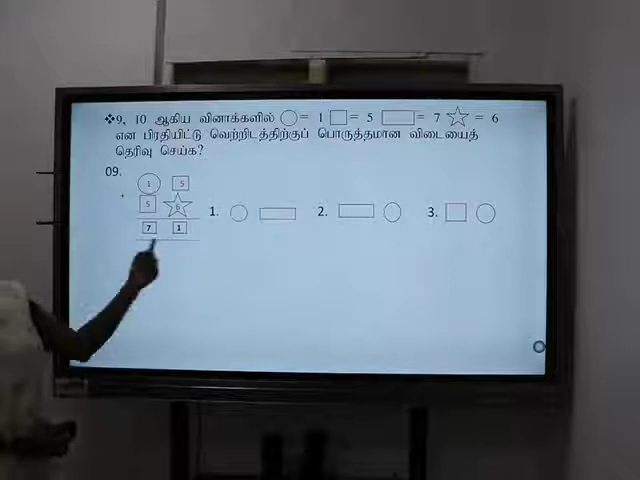 ❖9, 10 ஆகிய வினாக்களில் ○= 1 □= 5 ▭= 7 ☆ = 6
என பிரதியிட்டு வெற்றிடத்திற்குப் பொருத்தமான விடையைத்
தெரிவு செய்க?
09.
1 5
+
5 6
7 1
1. ○ ▭ 2. ▭ ○ 3. □ ○